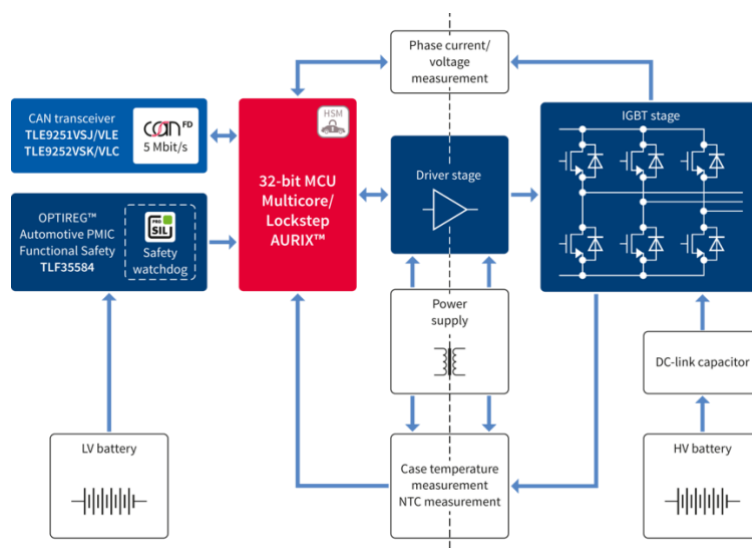 Phase current/
voltage
measurement
CAN transceiver
TLE9251VSJ/VLE
TLE9252VSK/VLC
CAN FD
5 Mbit/s
HSM
32-bit MCU
Multicore/
Lockstep
AURIX™
Driver stage
IGBT stage
OPTIREG™
Automotive PMIC
Functional Safety
TLF35584
PRO
SIL
Safety
watchdog
Power
supply
DC-link capacitor
LV battery
Case temperature
measurement
NTC measurement
HV battery